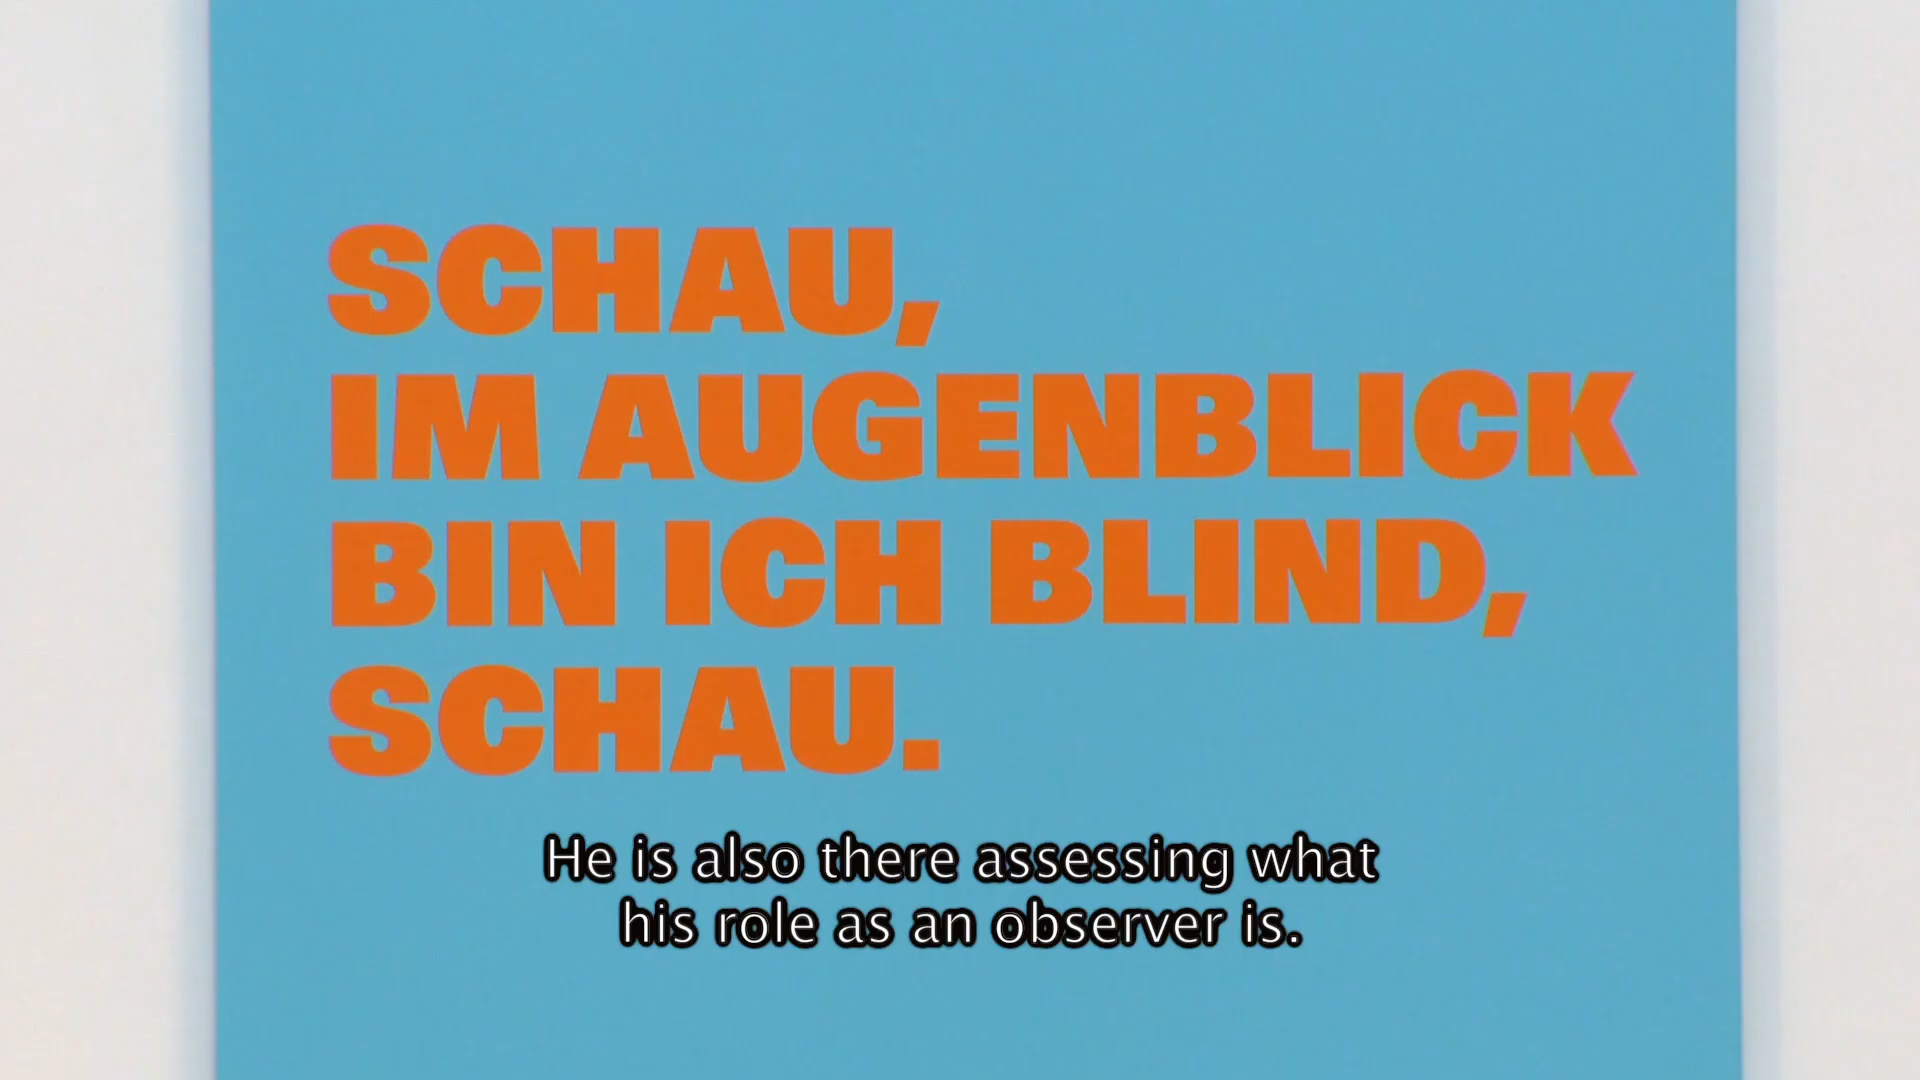 SCHAU,
IM AUGENBLICK
BIN ICH BLIND,
SCHAU.
He is also there assessing what
his role as an observer is.